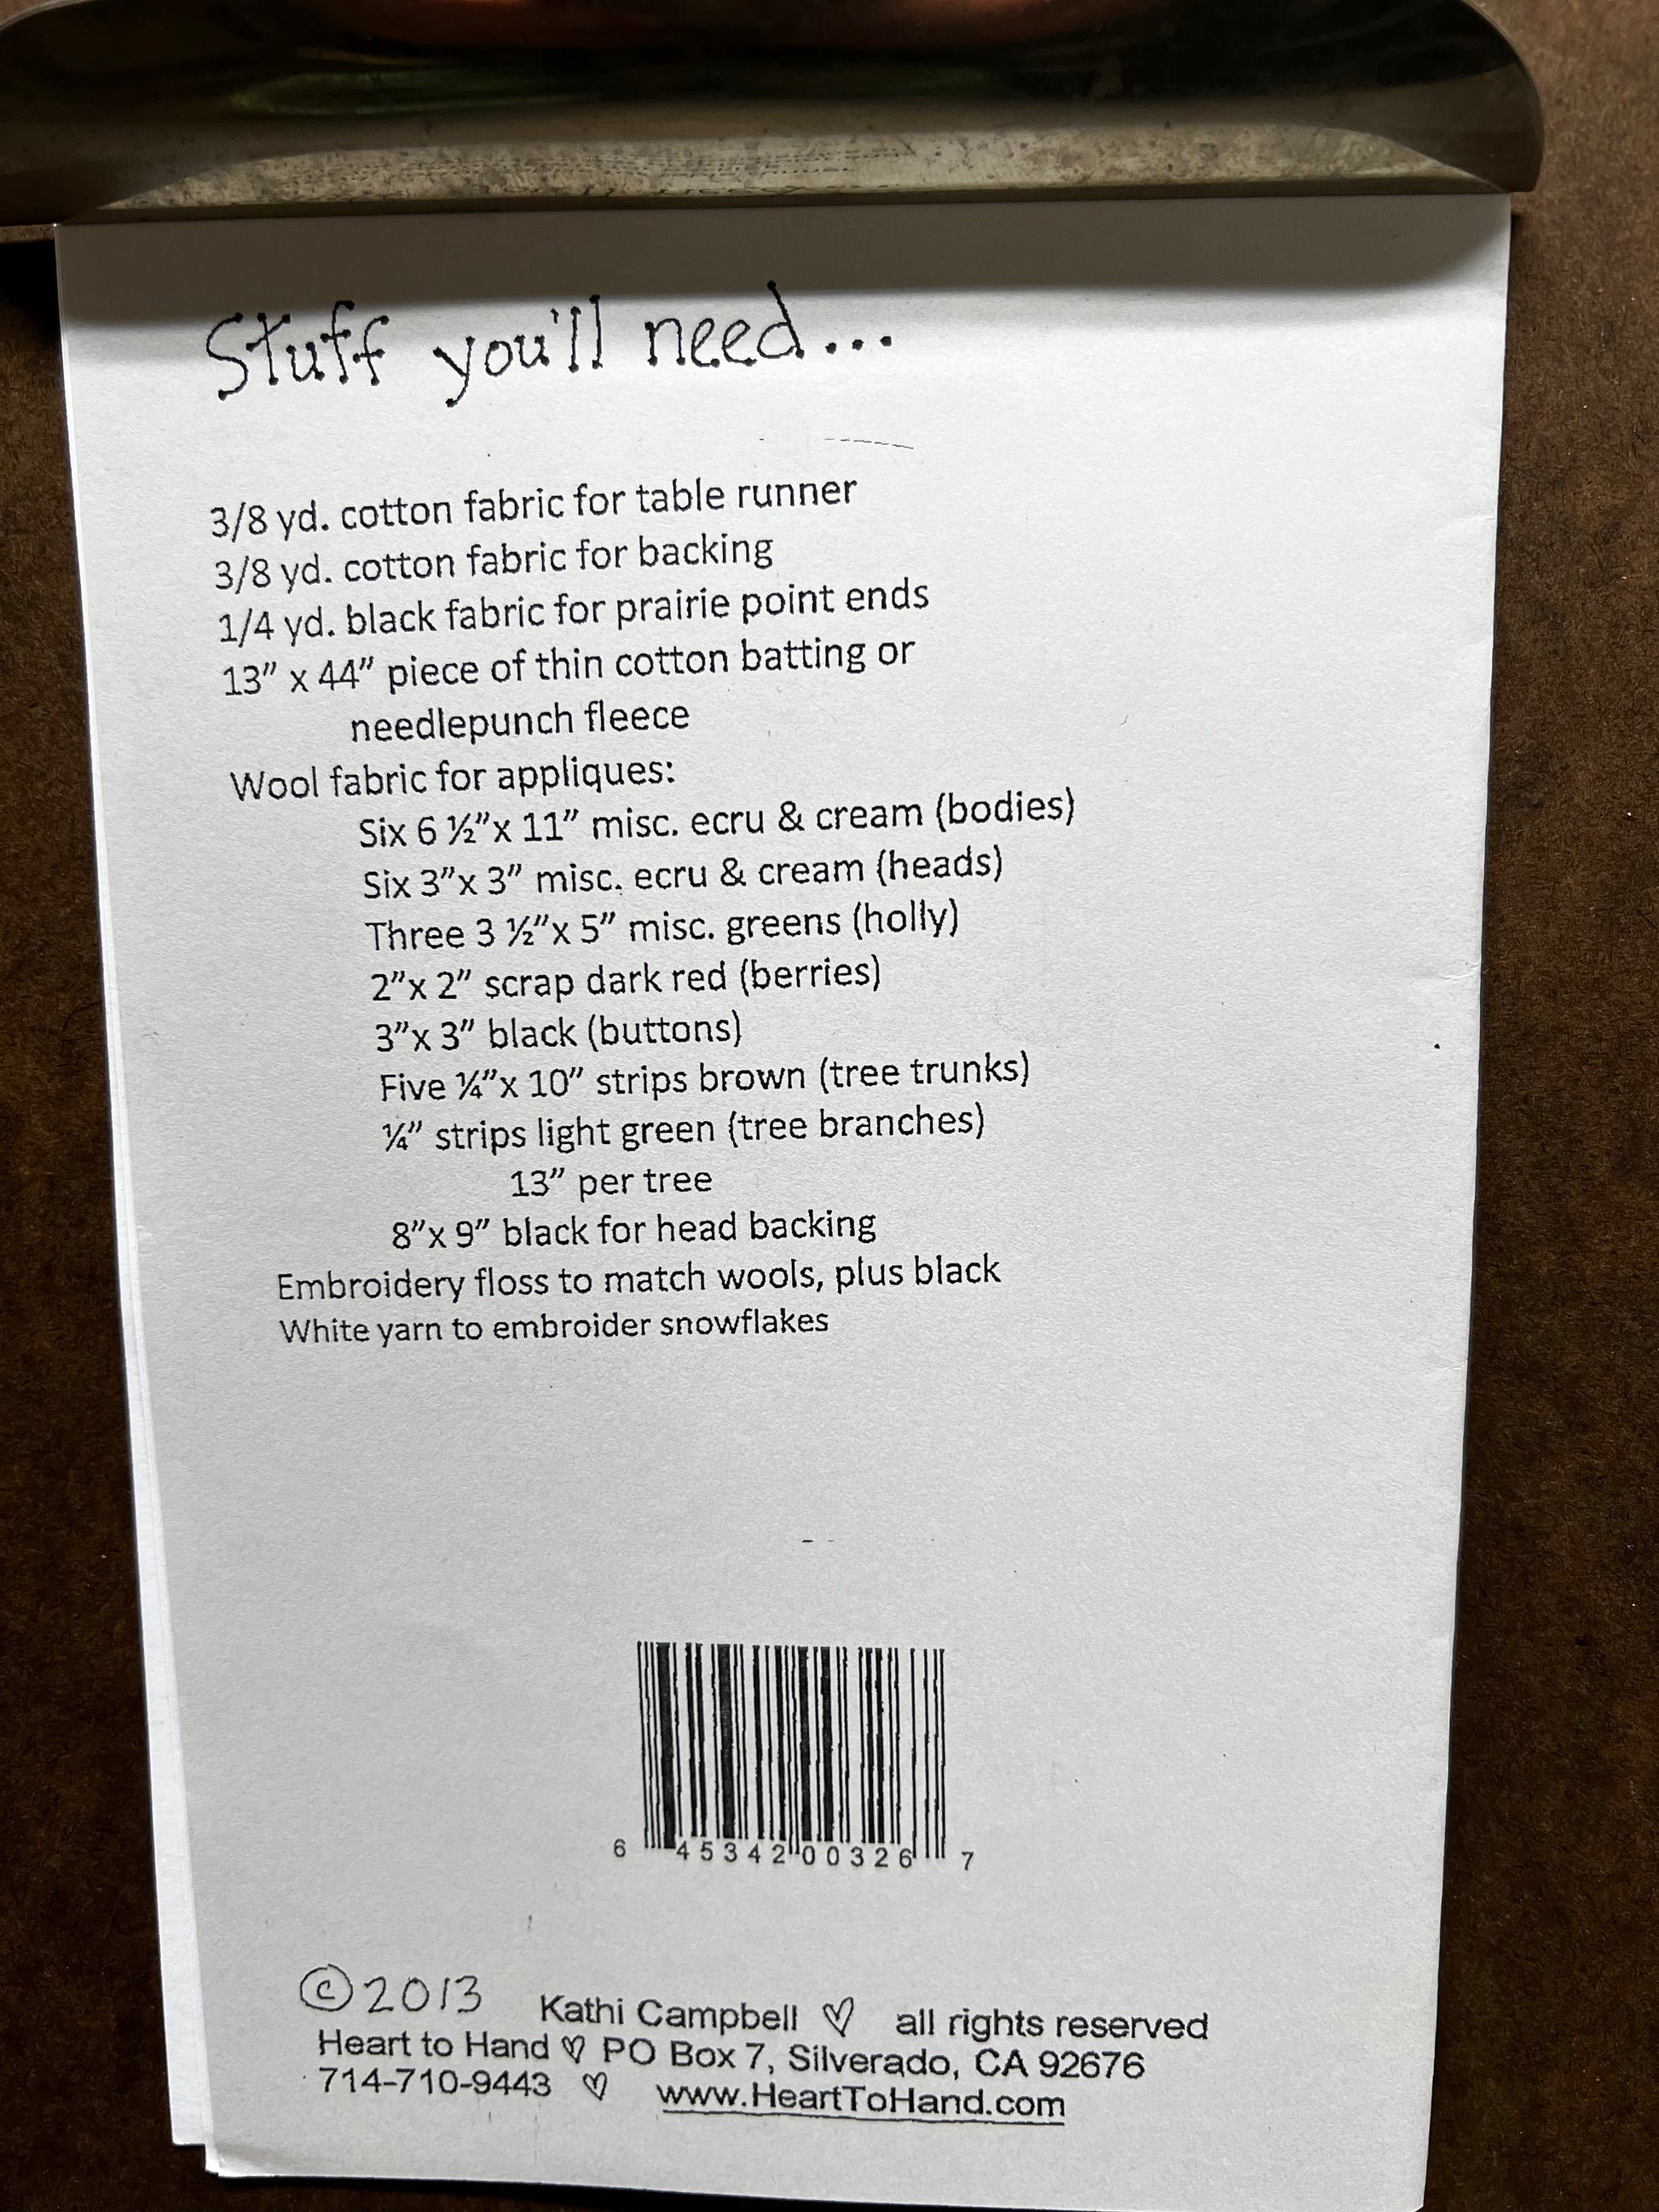 Stuff you'll need...
3/8 yd. cotton fabric for table runner
3/8 yd. cotton fabric for backing
1/4 yd. black fabric for prairie point ends
13” x 44” piece of thin cotton batting or
needlepunch fleece
Wool fabric for appliques:
Six 6 ½”x 11” misc. ecru & cream (bodies)
Six 3”x 3” misc. ecru & cream (heads)
Three 3 ½”x 5” misc. greens (holly)
2”x 2” scrap dark red (berries)
3”x 3” black (buttons)
Five ¼”x 10” strips brown (tree trunks)
¼” strips light green (tree branches)
13” per tree
8”x 9” black for head backing
Embroidery floss to match wools, plus black
White yarn to embroider snowflakes
6 45342 00326 7
©2013 Kathi Campbell ♡ all rights reserved
Heart to Hand ♡ PO Box 7, Silverado, CA 92676
714-710-9443 ♡ www.HeartToHand.com